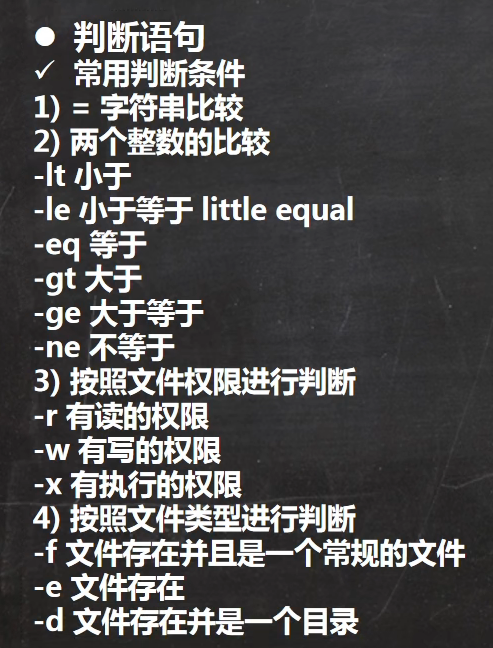 ● 判断语句
✓ 常用判断条件
1) = 字符串比较
2) 两个整数的比较
-lt 小于
-le 小于等于 little equal
-eq 等于
-gt 大于
-ge 大于等于
-ne 不等于
3) 按照文件权限进行判断
-r 有读的权限
-w 有写的权限
-x 有执行的权限
4) 按照文件类型进行判断
-f 文件存在并且是一个常规的文件
-e 文件存在
-d 文件存在并是一个目录